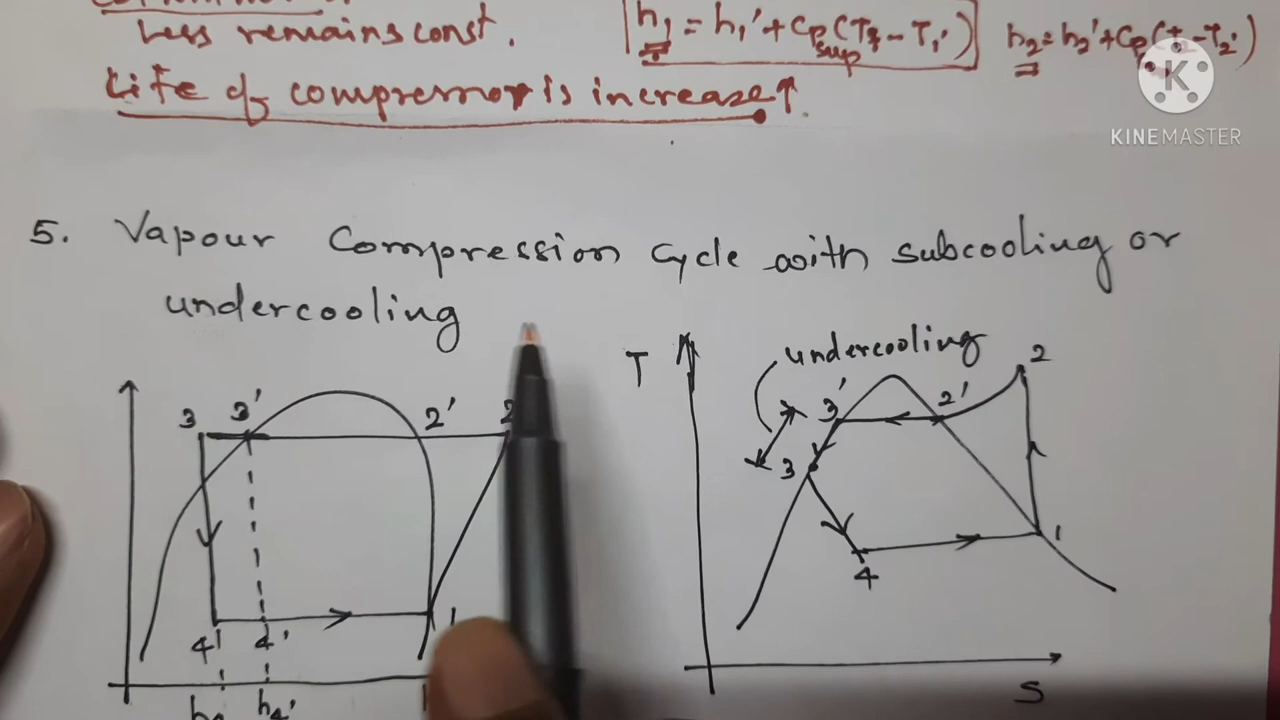 less remains const.
h1 = h1' + Cp sup (T1 - T1')
h2 = h2' + Cp(T2 - T2')
Life of compressor is increase↑.
K
KINEMASTER
5. Vapour Compression Cycle with subcooling or
undercooling
T
undercooling
2
3 3' 2' 2
3' 2'
3
1
4
4 4' 1
h4'
S